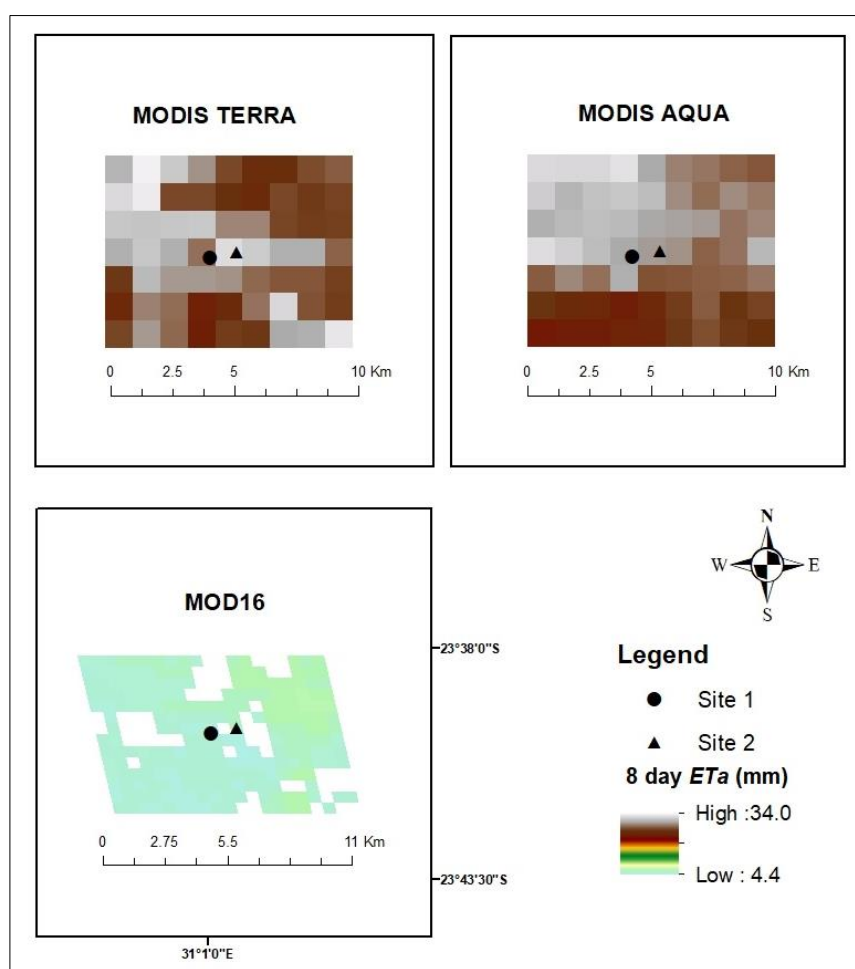 MODIS TERRA
MODIS AQUA
0 2.5 5 10 Km
0 2.5 5 10 Km
MOD16
0 2.75 5.5 11 Km
23°38'0"S
23°43'30"S
31°1'0"E
N
W E
S
Legend
Site 1
Site 2
8 day ETa (mm)
High :34.0
Low : 4.4